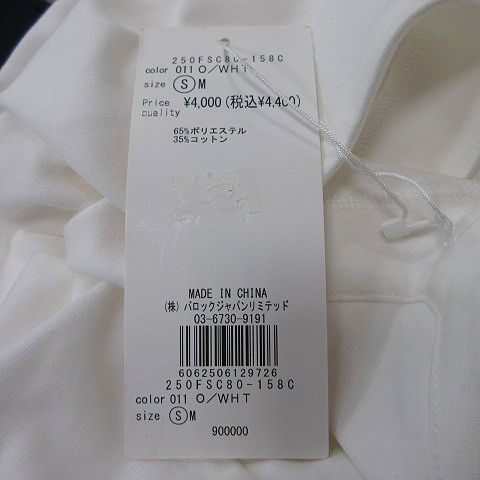 250FSC80-158C
color 011 O/WHT
size Ⓢ M
Price ¥4,000(税込¥4,400)
quality
65%ポリエステル
35%コットン
MADE IN CHINA
(株) バロックジャパンリミテッド
03-6730-9191
6062506129726
250FSC80-158C
color 011 O/WHT
size Ⓢ M
900000